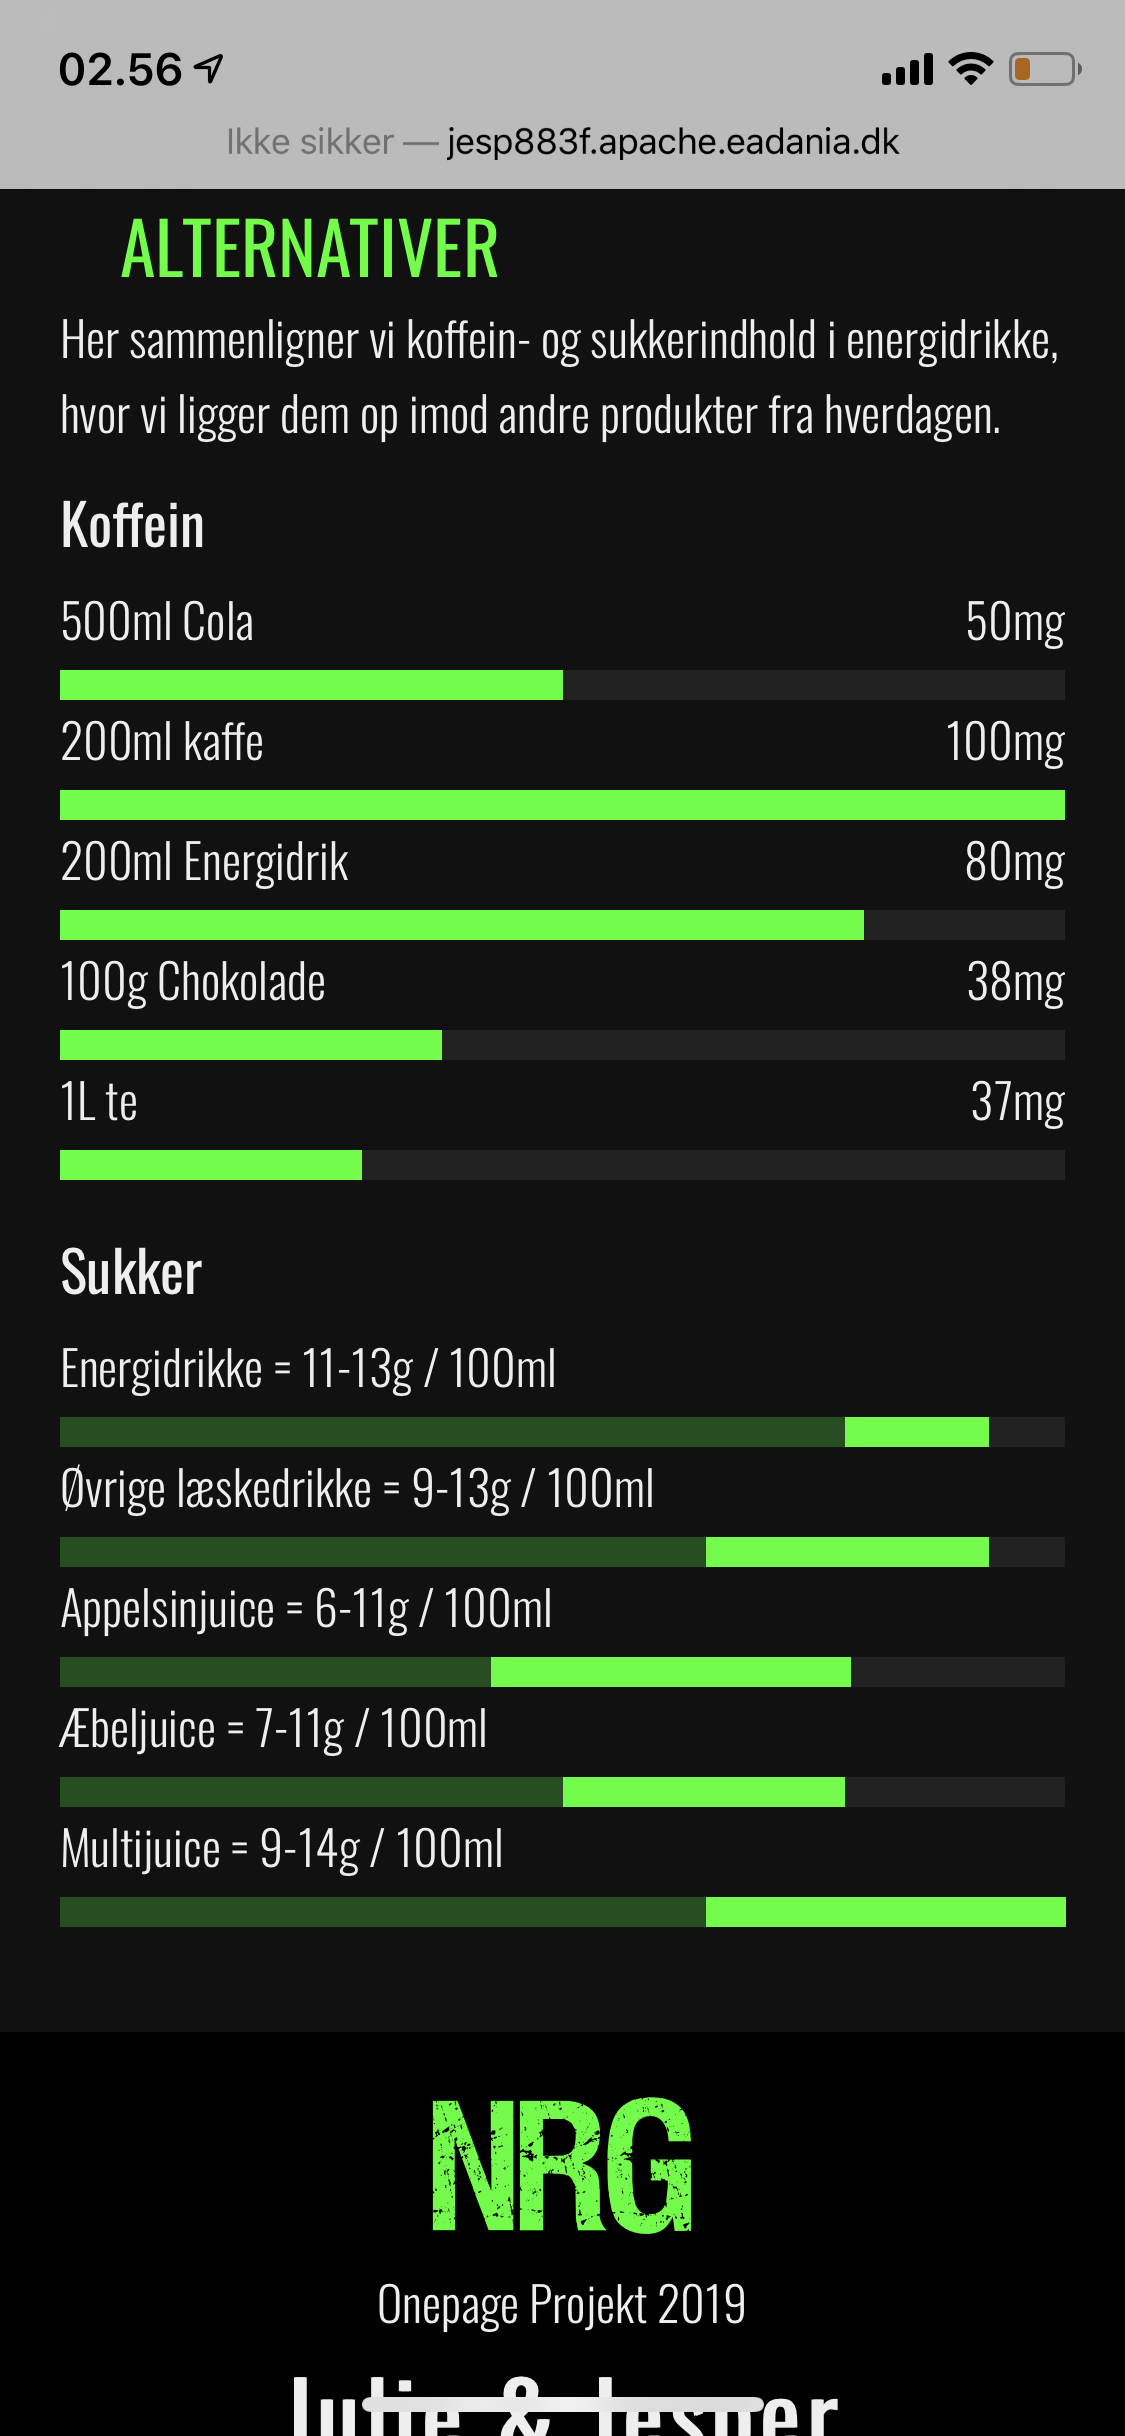 02.56
Ikke sikker — jesp883f.apache.eadania.dk
ALTERNATIVER
Her sammenligner vi koffein- og sukkerindhold i energidrikke,
hvor vi ligger dem op imod andre produkter fra hverdagen.
Koffein
500ml Cola 50mg
200ml kaffe 100mg
200ml Energidrik 80mg
100g Chokolade 38mg
1L te 37mg
Sukker
Energidrikke = 11-13g / 100ml
Øvrige læskedrikke = 9-13g / 100ml
Appelsinjuice = 6-11g / 100ml
Æbeljuice = 7-11g / 100ml
Multijuice = 9-14g / 100ml
NRG
Onepage Projekt 2019
Julie & Jesper